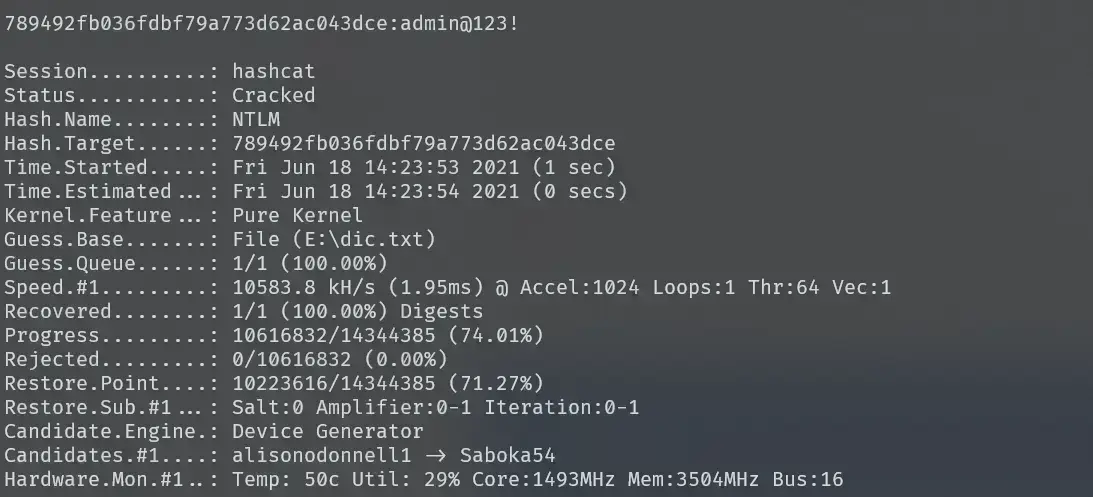 789492fb036fdbf79a773d62ac043dce:admin@123!
Session..........: hashcat
Status...........: Cracked
Hash.Name........: NTLM
Hash.Target......: 789492fb036fdbf79a773d62ac043dce
Time.Started.....: Fri Jun 18 14:23:53 2021 (1 sec)
Time.Estimated...: Fri Jun 18 14:23:54 2021 (0 secs)
Kernel.Feature...: Pure Kernel
Guess.Base.......: File (E:\dic.txt)
Guess.Queue......: 1/1 (100.00%)
Speed.#1.........: 10583.8 kH/s (1.95ms) @ Accel:1024 Loops:1 Thr:64 Vec:1
Recovered........: 1/1 (100.00%) Digests
Progress.........: 10616832/14344385 (74.01%)
Rejected.........: 0/10616832 (0.00%)
Restore.Point....: 10223616/14344385 (71.27%)
Restore.Sub.#1...: Salt:0 Amplifier:0-1 Iteration:0-1
Candidate.Engine.: Device Generator
Candidates.#1....: alisonodonnell1 -> Saboka54
Hardware.Mon.#1..: Temp: 50c Util: 29% Core:1493MHz Mem:3504MHz Bus:16